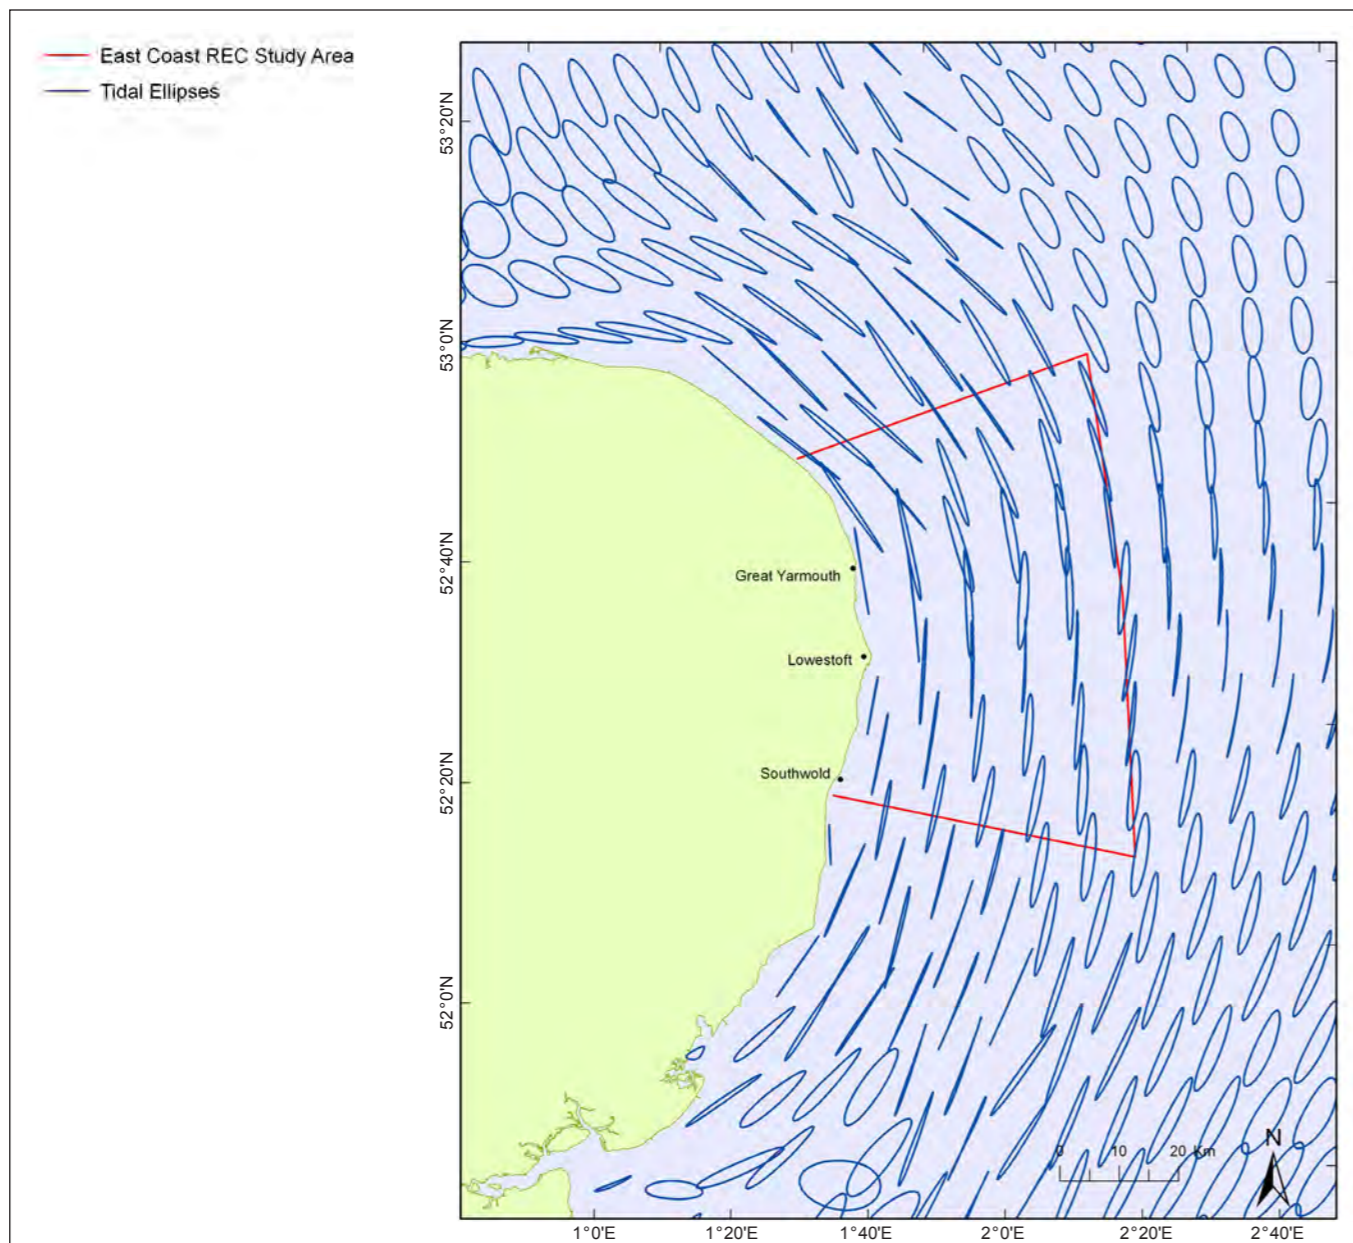 East Coast REC Study Area
Tidal Ellipses
53°20'N
53°0'N
52°40'N
52°20'N
52°0'N
Great Yarmouth
Lowestoft
Southwold
N
0 10 20 Km
1°0'E 1°20'E 1°40'E 2°0'E 2°20'E 2°40'E